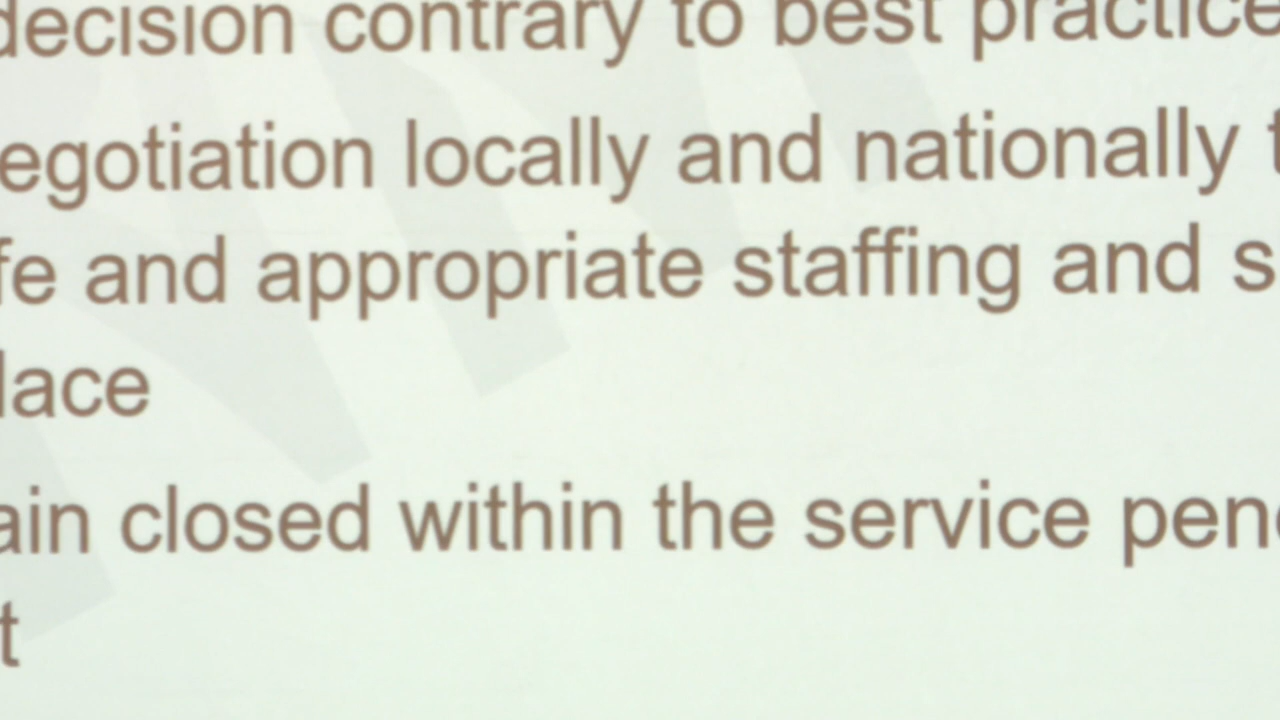 decision contrary to best practice
egotiation locally and nationally t
fe and appropriate staffing and s
lace
ain closed within the service pen
t